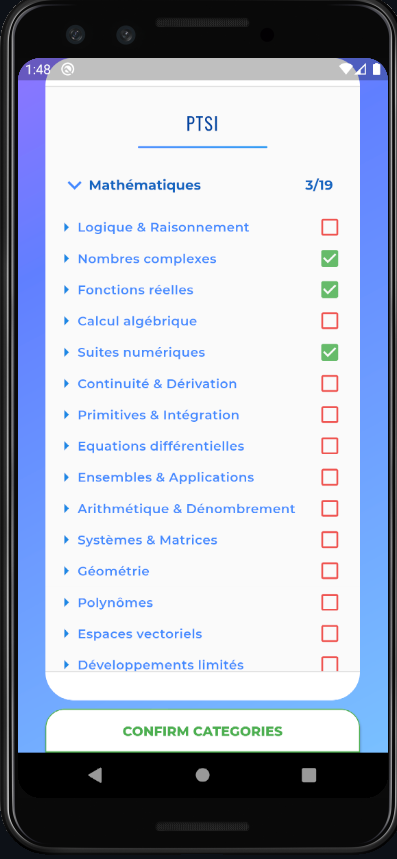 1:48
PTSI
Mathématiques 3/19
Logique & Raisonnement
Nombres complexes
Fonctions réelles
Calcul algébrique
Suites numériques
Continuité & Dérivation
Primitives & Intégration
Equations différentielles
Ensembles & Applications
Arithmétique & Dénombrement
Systèmes & Matrices
Géométrie
Polynômes
Espaces vectoriels
Développements limités
CONFIRM CATEGORIES